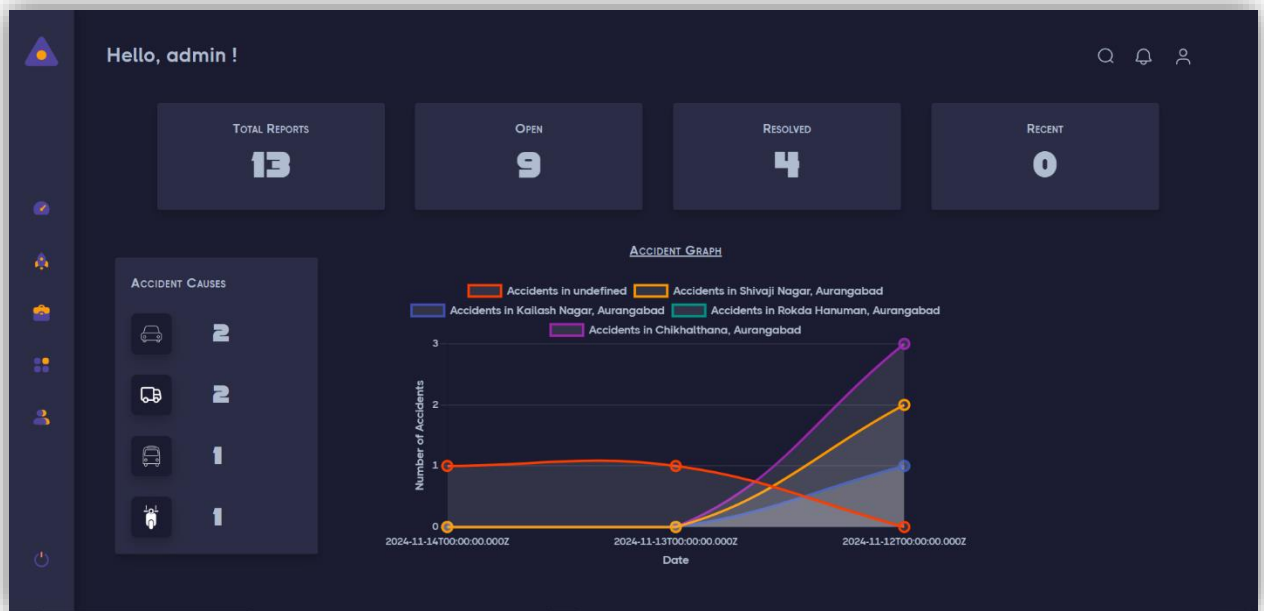 Hello, admin !
Total Reports
13
Open
9
Resolved
4
Recent
0
Accident Causes
2
2
1
1
Accident Graph
Accidents in undefined Accidents in Shivaji Nagar, Aurangabad
Accidents in Kailash Nagar, Aurangabad Accidents in Rokda Hanuman, Aurangabad
Accidents in Chikhalthana, Aurangabad
Number of Accidents
3
2
1
0
2024-11-14T00:00:00.000Z 2024-11-13T00:00:00.000Z 2024-11-12T00:00:00.000Z
Date